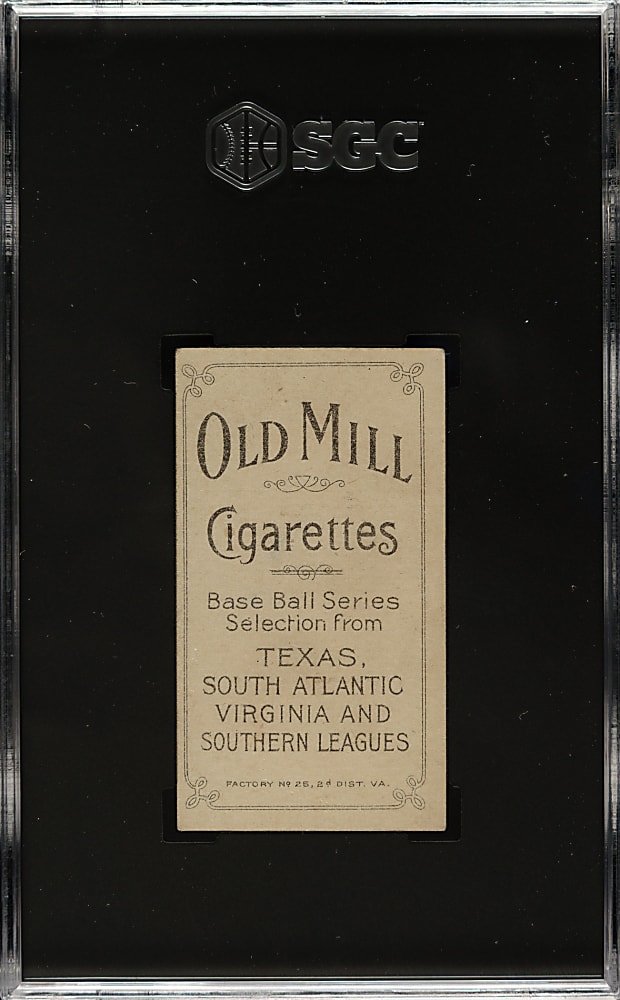 SGC
OLD MILL
Cigarettes
Base Ball Series
Selection from
TEXAS,
SOUTH ATLANTIC
VIRGINIA AND
SOUTHERN LEAGUES
FACTORY Nº 25, 2d DIST. VA.